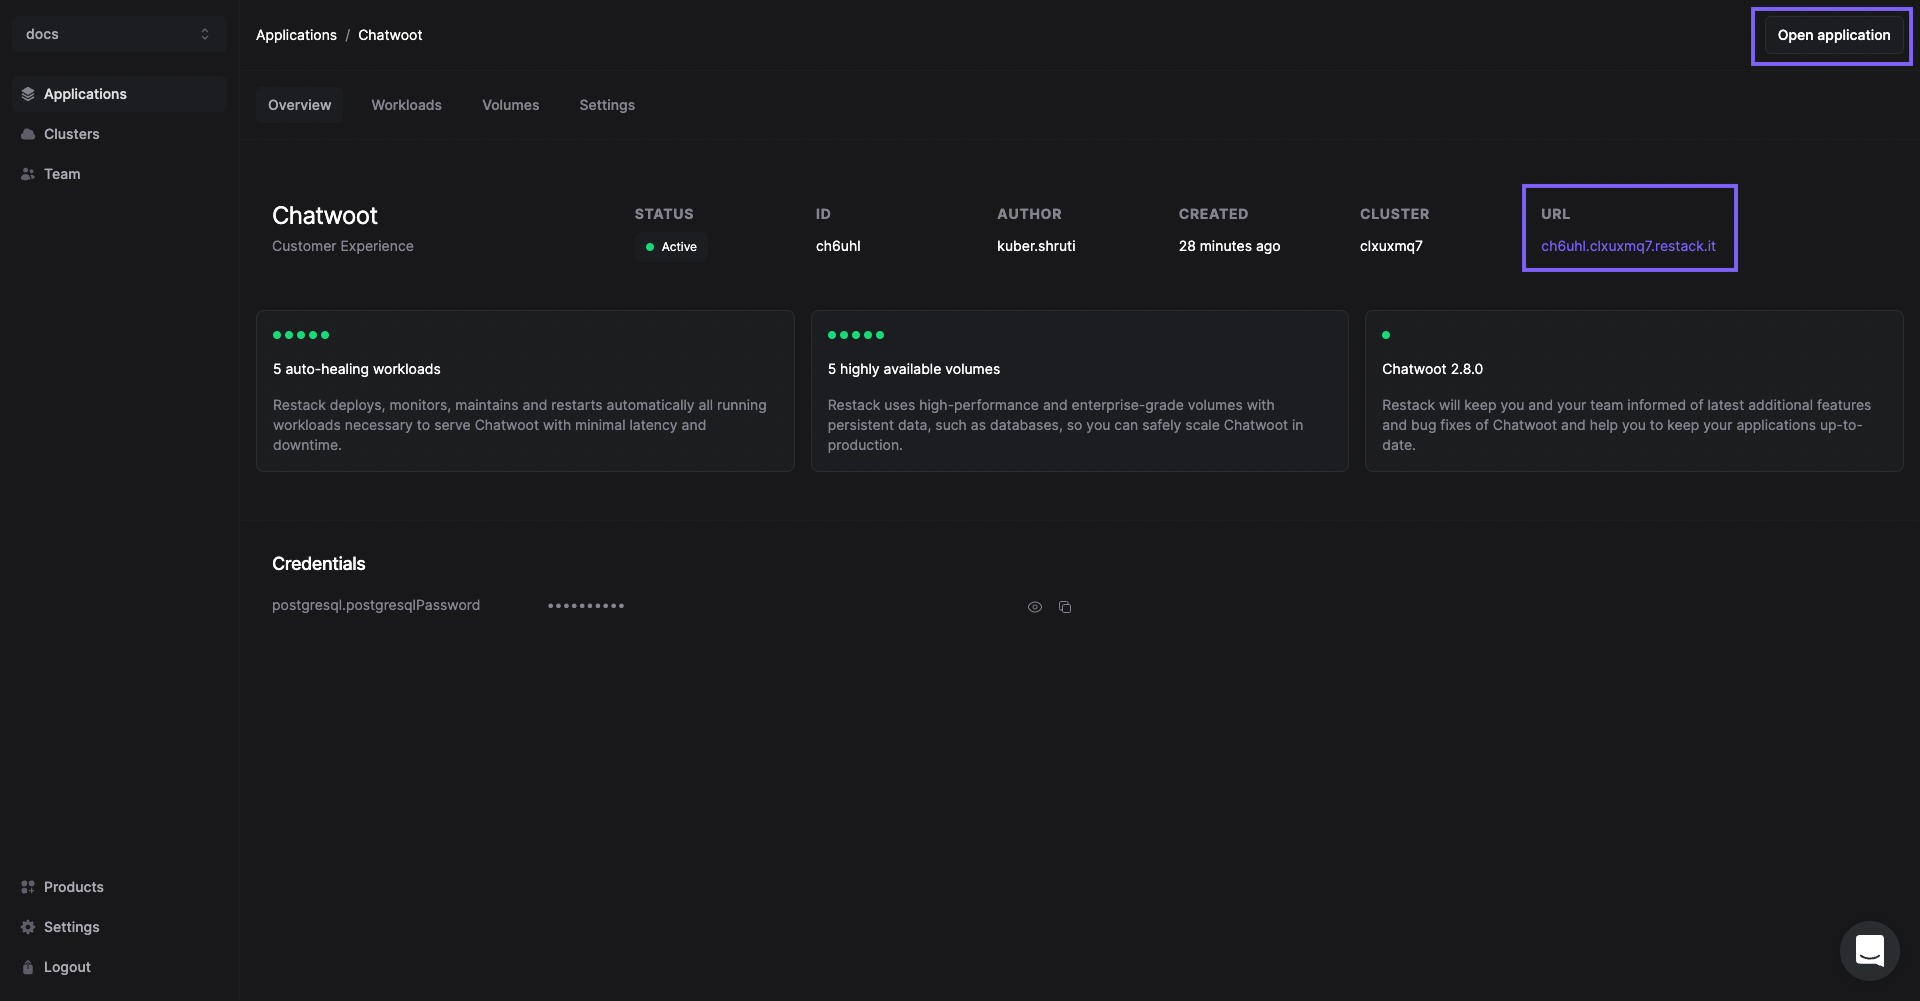 docs
Applications
Clusters
Team
Products
Settings
Logout
Applications / Chatwoot
Open application
Overview
Workloads
Volumes
Settings
Chatwoot
Customer Experience
STATUS
Active
ID
ch6uhl
AUTHOR
kuber.shruti
CREATED
28 minutes ago
CLUSTER
clxuxmq7
URL
ch6uhl.clxuxmq7.restack.it
5 auto-healing workloads
Restack deploys, monitors, maintains and restarts automatically all running
workloads necessary to serve Chatwoot with minimal latency and
downtime.
5 highly available volumes
Restack uses high-performance and enterprise-grade volumes with
persistent data, such as databases, so you can safely scale Chatwoot in
production.
Chatwoot 2.8.0
Restack will keep you and your team informed of latest additional features
and bug fixes of Chatwoot and help you to keep your applications up-to-
date.
Credentials
postgresql.postgresqlPassword
••••••••••